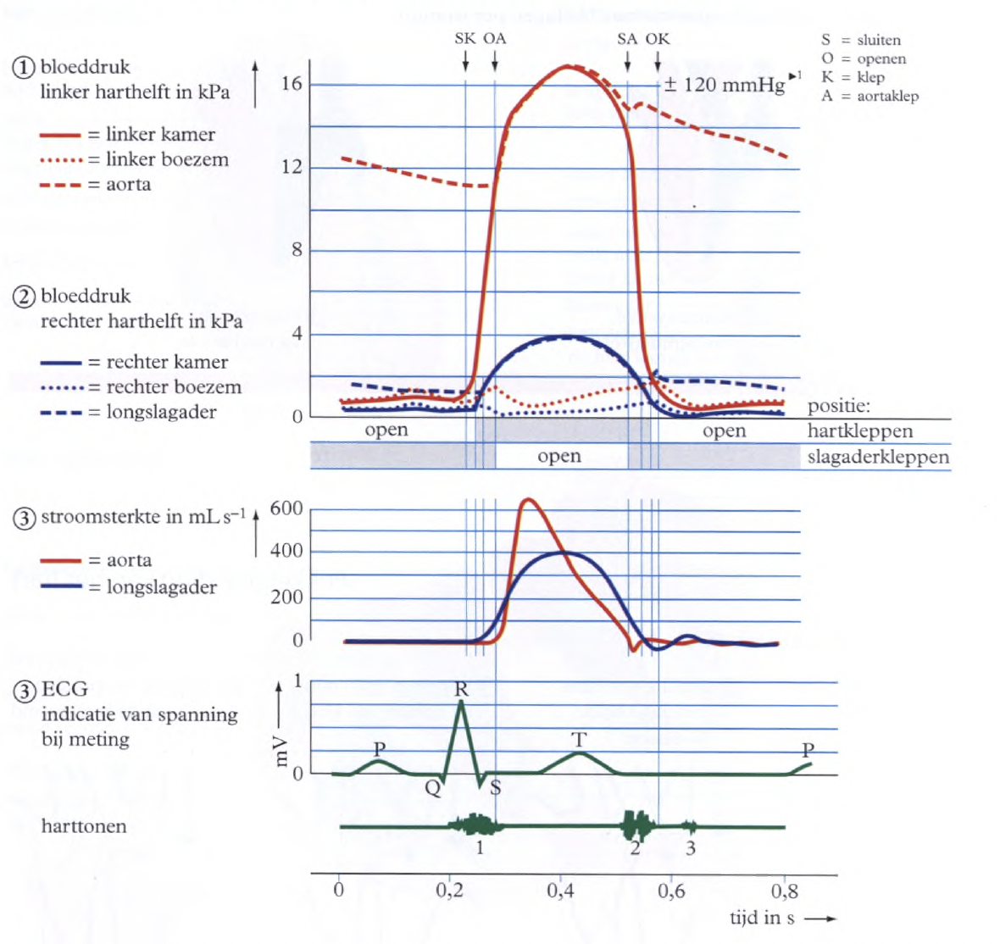 SK OA
SA OK
S = sluiten
O = openen
K = klep
A = aortaklep
① bloeddruk
linker harthelft in kPa
= linker kamer
= linker boezem
= aorta
± 120 mmHg ►1
16
12
8
4
0
② bloeddruk
rechter harthelft in kPa
= rechter kamer
= rechter boezem
= longslagader
positie:
open
open
hartkleppen
open
slagaderkleppen
③ stroomsterkte in mL s⁻¹
= aorta
= longslagader
600
400
200
0
③ ECG
indicatie van spanning
bij meting
mV
1
0
P
Q
R
S
T
P
harttonen
1
2
3
0
0,2
0,4
0,6
0,8
tijd in s